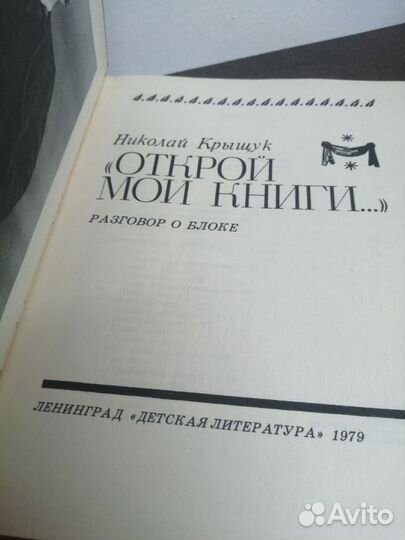 Николай Крыщук
«ОТКРОЙ
МОИ КНИГИ...»
РАЗГОВОР О БЛОКЕ
ЛЕНИНГРАД «ДЕТСКАЯ ЛИТЕРАТУРА» 1979
Avito